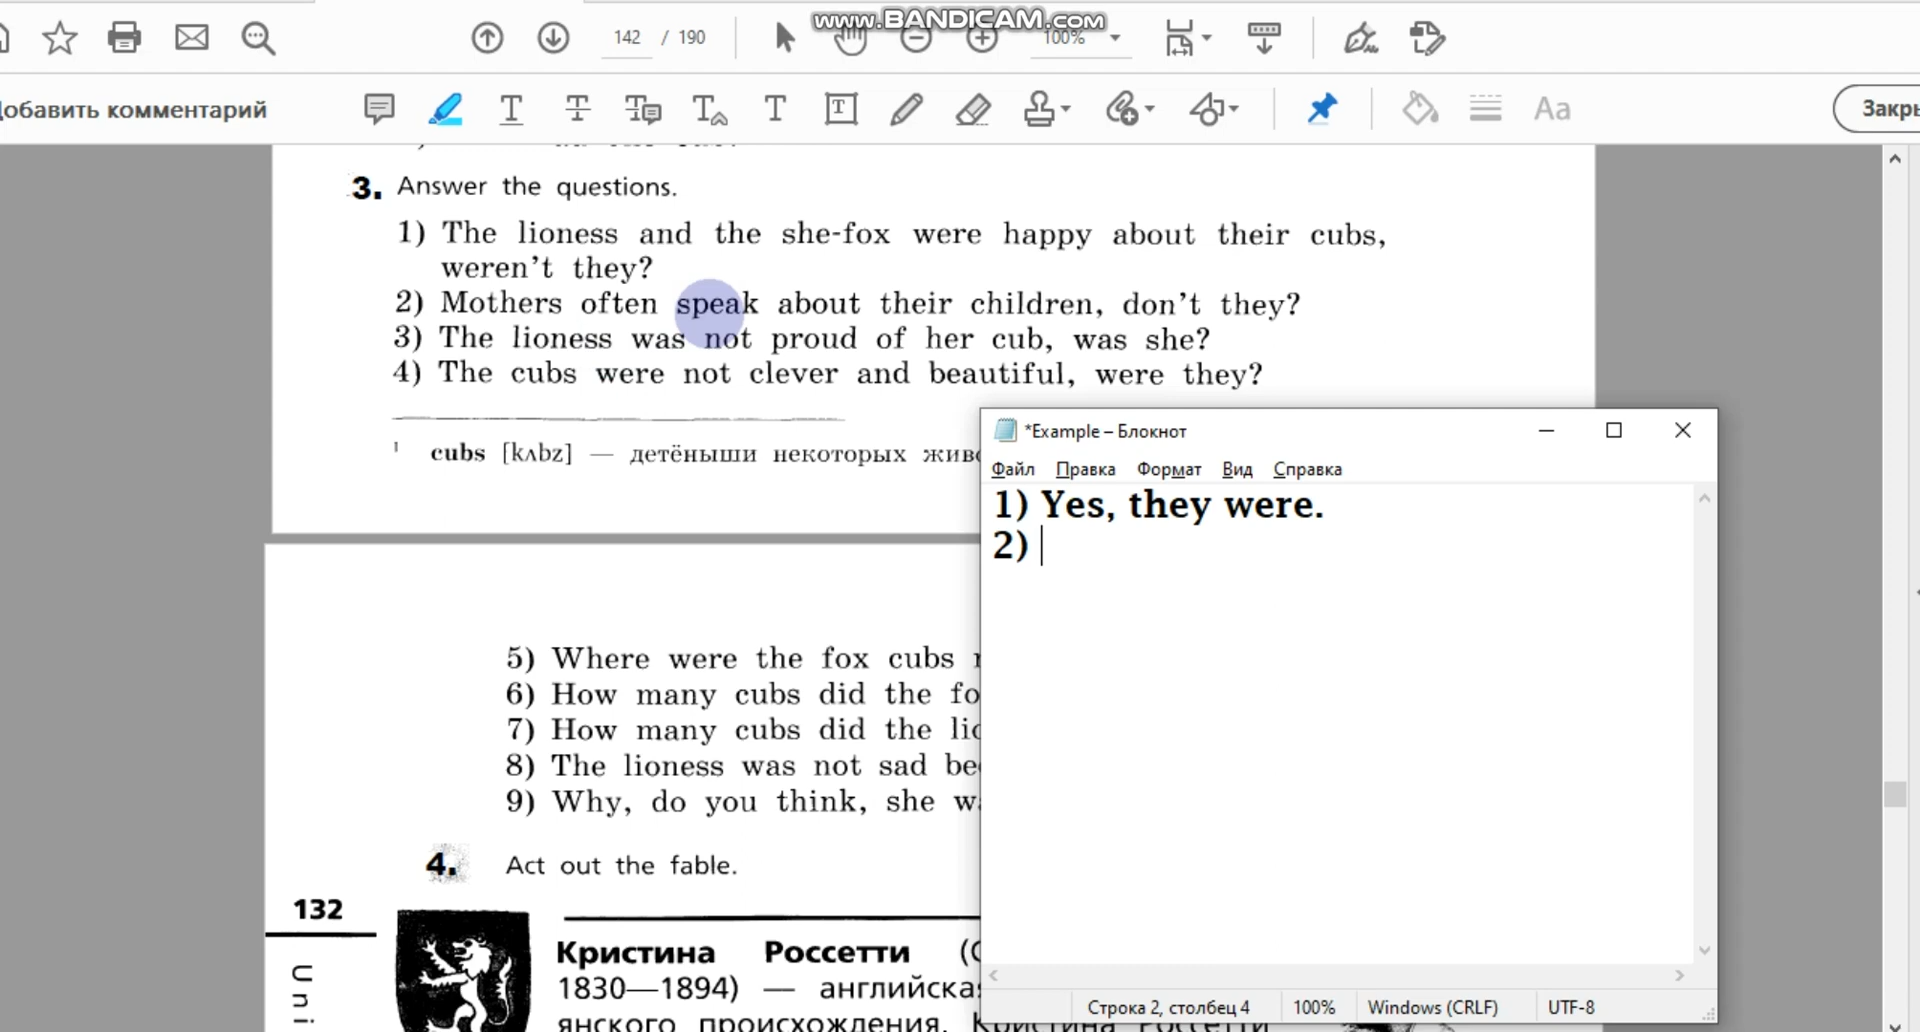 www.BANDICAM.com
142 / 190
100%
Добавить комментарий
Aa
3. Answer the questions.
1) The lioness and the she-fox were happy about their cubs,
weren't they?
2) Mothers often speak about their children, don't they?
3) The lioness was not proud of her cub, was she?
4) The cubs were not clever and beautiful, were they?
1 cubs [kʌbz] — детёныши некоторых
*Example – Блокнот
Файл Правка Формат Вид Справка
1) Yes, they were.
2)
5) Where were the fox cubs
6) How many cubs did the
7) How many cubs did the
8) The lioness was not sad
9) Why, do you think, she
4. Act out the fable.
132
Uni
Кристина Россетти
1830—1894) —
янского происхождения. Кристина Россетти
Строка 2, столбец 4 100% Windows (CRLF) UTF-8